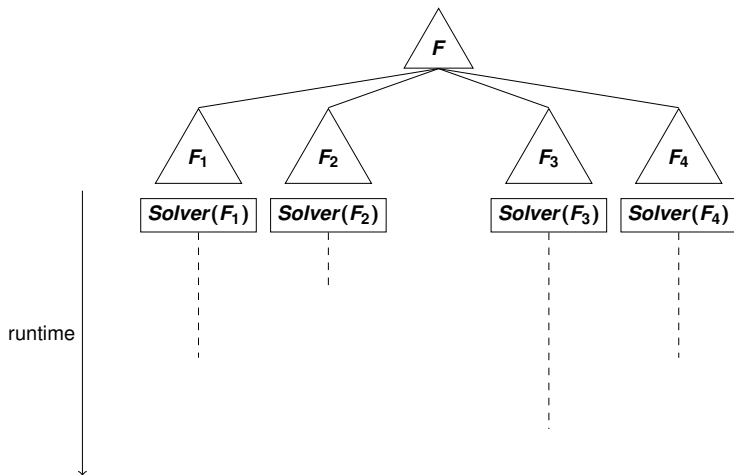 F
F₁ F₂ F₃ F₄
Solver(F₁) Solver(F₂) Solver(F₃) Solver(F₄)
runtime